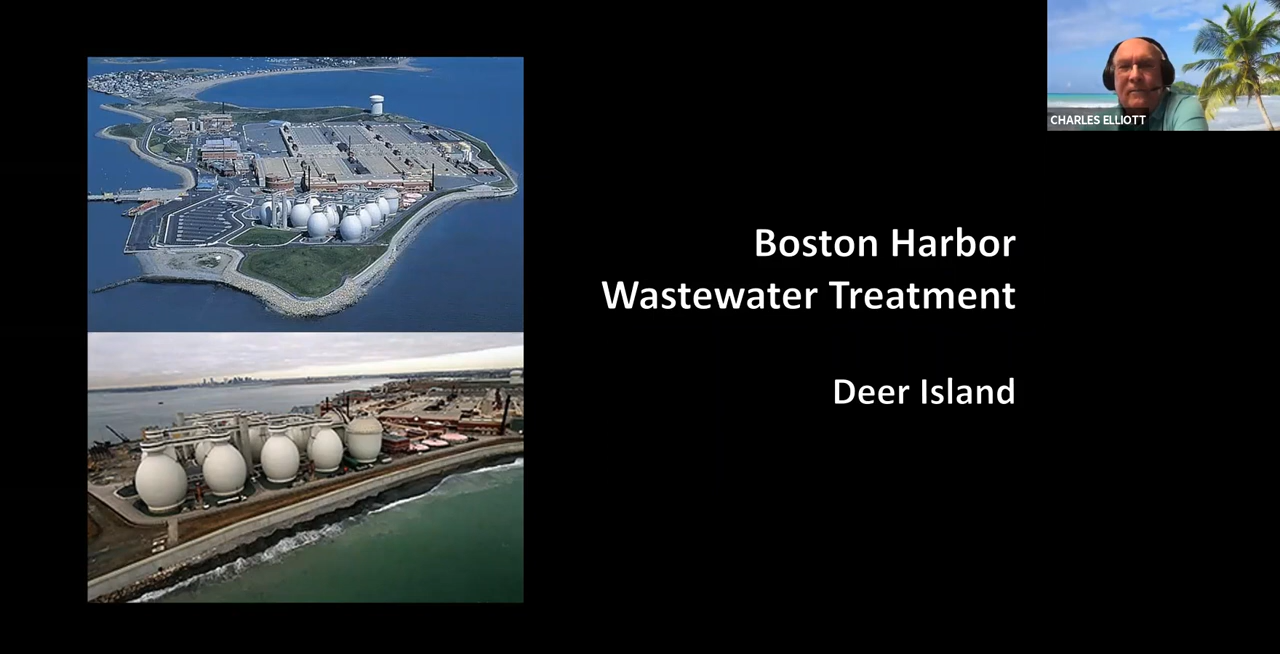 CHARLES ELLIOTT
Boston Harbor
Wastewater Treatment
Deer Island